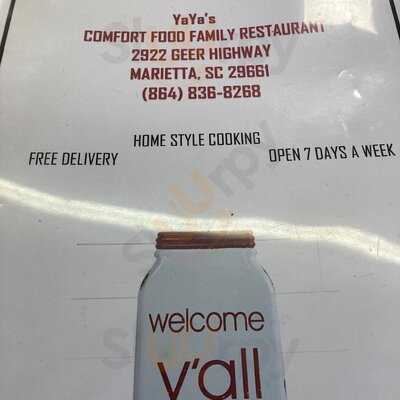 YaYa's
COMFORT FOOD FAMILY RESTAURANT
2922 GEER HIGHWAY
MARIETTA, SC 29661
(864) 836-8268
HOME STYLE COOKING
FREE DELIVERY
OPEN 7 DAYS A WEEK
welcome
y'all